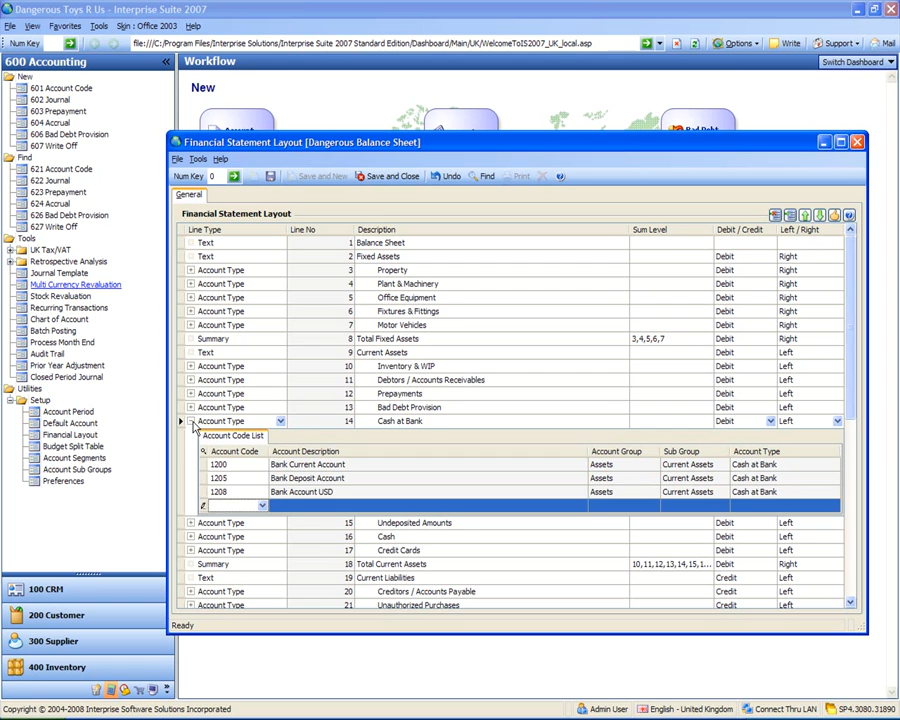 Dangerous Toys R Us - Interprise Suite 2007
File View Favorites Tools Skin : Office 2003 Help
Num Key file:///C:/Program Files/Interprise Solutions/Interprise Suite 2007 Standard Edition/Dashboard/Main/UK/WelcomeToIS2007_UK_local.asp Options Write Support Mail
600 Accounting «
Workflow
Switch Dashboard
New
601 Account Code
602 Journal
603 Prepayment
604 Accrual
606 Bad Debt Provision
607 Write Off
Find
621 Account Code
622 Journal
623 Prepayment
624 Accrual
626 Bad Debt Provision
627 Write Off
Tools
UK Tax/VAT
Retrospective Analysis
Journal Template
Multi Currency Revaluation
Stock Revaluation
Recurring Transactions
Chart of Account
Batch Posting
Process Month End
Audit Trail
Prior Year Adjustment
Closed Period Journal
Utilities
Setup
Account Period
Default Account
Financial Layout
Budget Split Table
Account Segments
Account Sub Groups
Preferences
100 CRM
200 Customer
300 Supplier
400 Inventory
New
Financial Statement Layout [Dangerous Balance Sheet]
File Tools Help
Num Key 0 Save and New Save and Close Undo Find Print
General
Financial Statement Layout
Line Type Line No Description Sum Level Debit / Credit Left / Right
Text 1 Balance Sheet
Text 2 Fixed Assets Debit Right
Account Type 3 Property Debit Right
Account Type 4 Plant & Machinery Debit Right
Account Type 5 Office Equipment Debit Right
Account Type 6 Fixtures & Fittings Debit Right
Account Type 7 Motor Vehicles Debit Right
Summary 8 Total Fixed Assets 3,4,5,6,7 Debit Right
Text 9 Current Assets Debit Left
Account Type 10 Inventory & WIP Debit Left
Account Type 11 Debtors / Accounts Receivables Debit Left
Account Type 12 Prepayments Debit Left
Account Type 13 Bad Debt Provision Debit Left
Account Type 14 Cash at Bank Debit Left
Account Code List
Account Code Account Description Account Group Sub Group Account Type
1200 Bank Current Account Assets Current Assets Cash at Bank
1205 Bank Deposit Account Assets Current Assets Cash at Bank
1208 Bank Account USD Assets Current Assets Cash at Bank
Account Type 15 Undeposited Amounts Debit Left
Account Type 16 Cash Debit Left
Account Type 17 Credit Cards Debit Left
Summary 18 Total Current Assets 10,11,12,13,14,15,1... Debit Right
Text 19 Current Liabilities Credit Left
Account Type 20 Creditors / Accounts Payable Credit Left
Account Type 21 Unauthorized Purchases Credit Left
Ready
Copyright © 2004-2008 Interprise Software Solutions International Admin User English - United Kingdom Connect Thru LAN SP4.3080.31890